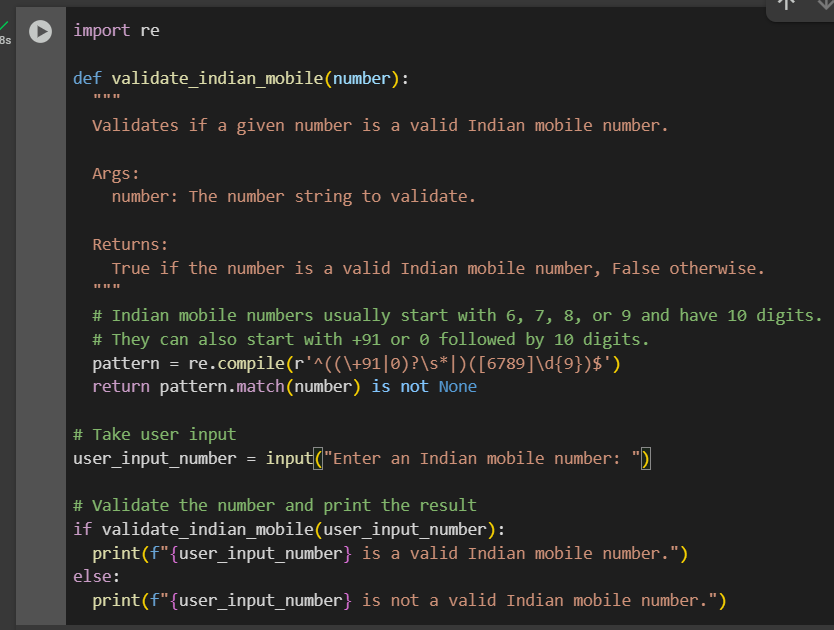 8s
import re
def validate_indian_mobile(number):
"""
Validates if a given number is a valid Indian mobile number.
Args:
number: The number string to validate.
Returns:
True if the number is a valid Indian mobile number, False otherwise.
"""
# Indian mobile numbers usually start with 6, 7, 8, or 9 and have 10 digits.
# They can also start with +91 or 0 followed by 10 digits.
pattern = re.compile(r'^((\+91|0)?\s*|)([6789]\d{9})$')
return pattern.match(number) is not None
# Take user input
user_input_number = input("Enter an Indian mobile number: ")
# Validate the number and print the result
if validate_indian_mobile(user_input_number):
print(f"{user_input_number} is a valid Indian mobile number.")
else:
print(f"{user_input_number} is not a valid Indian mobile number.")